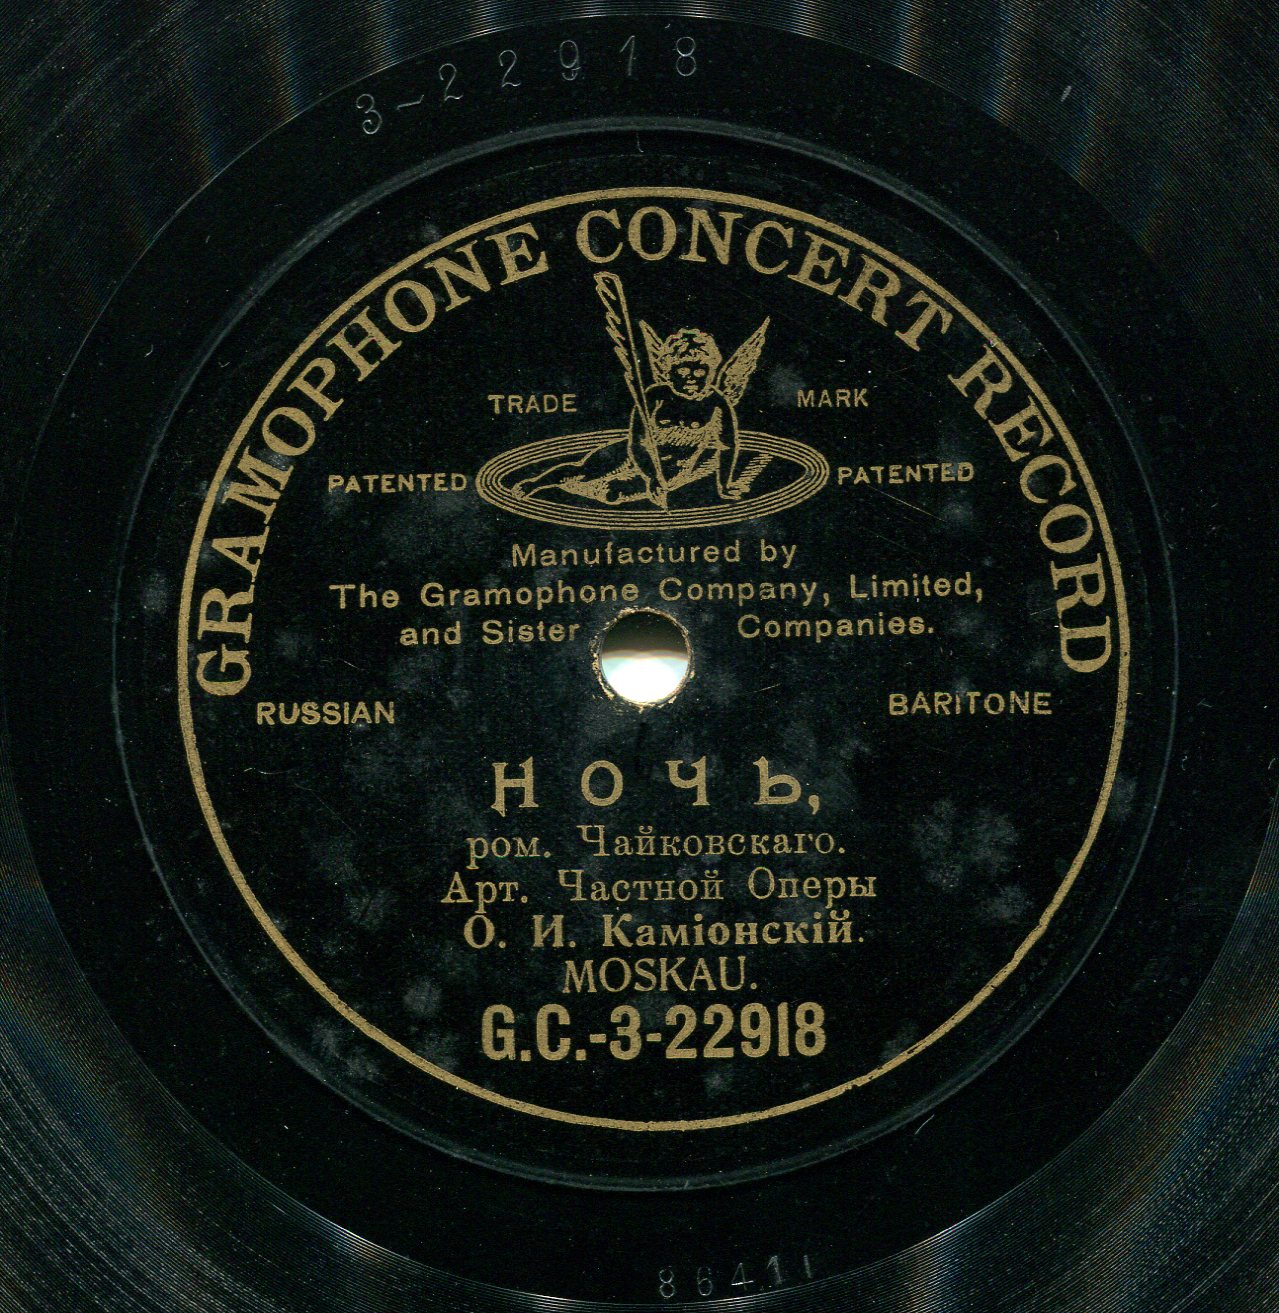 3-22918
GRAMOPHONE CONCERT RECORD
TRADE MARK
PATENTED PATENTED
Manufactured by
The Gramophone Company, Limited,
and Sister Companies.
RUSSIAN BARITONE
НОЧЬ,
ром. Чайковскаго.
Арт. Частной Оперы
О. И. Каміонскій.
MOSKAU.
G.C.-3-22918